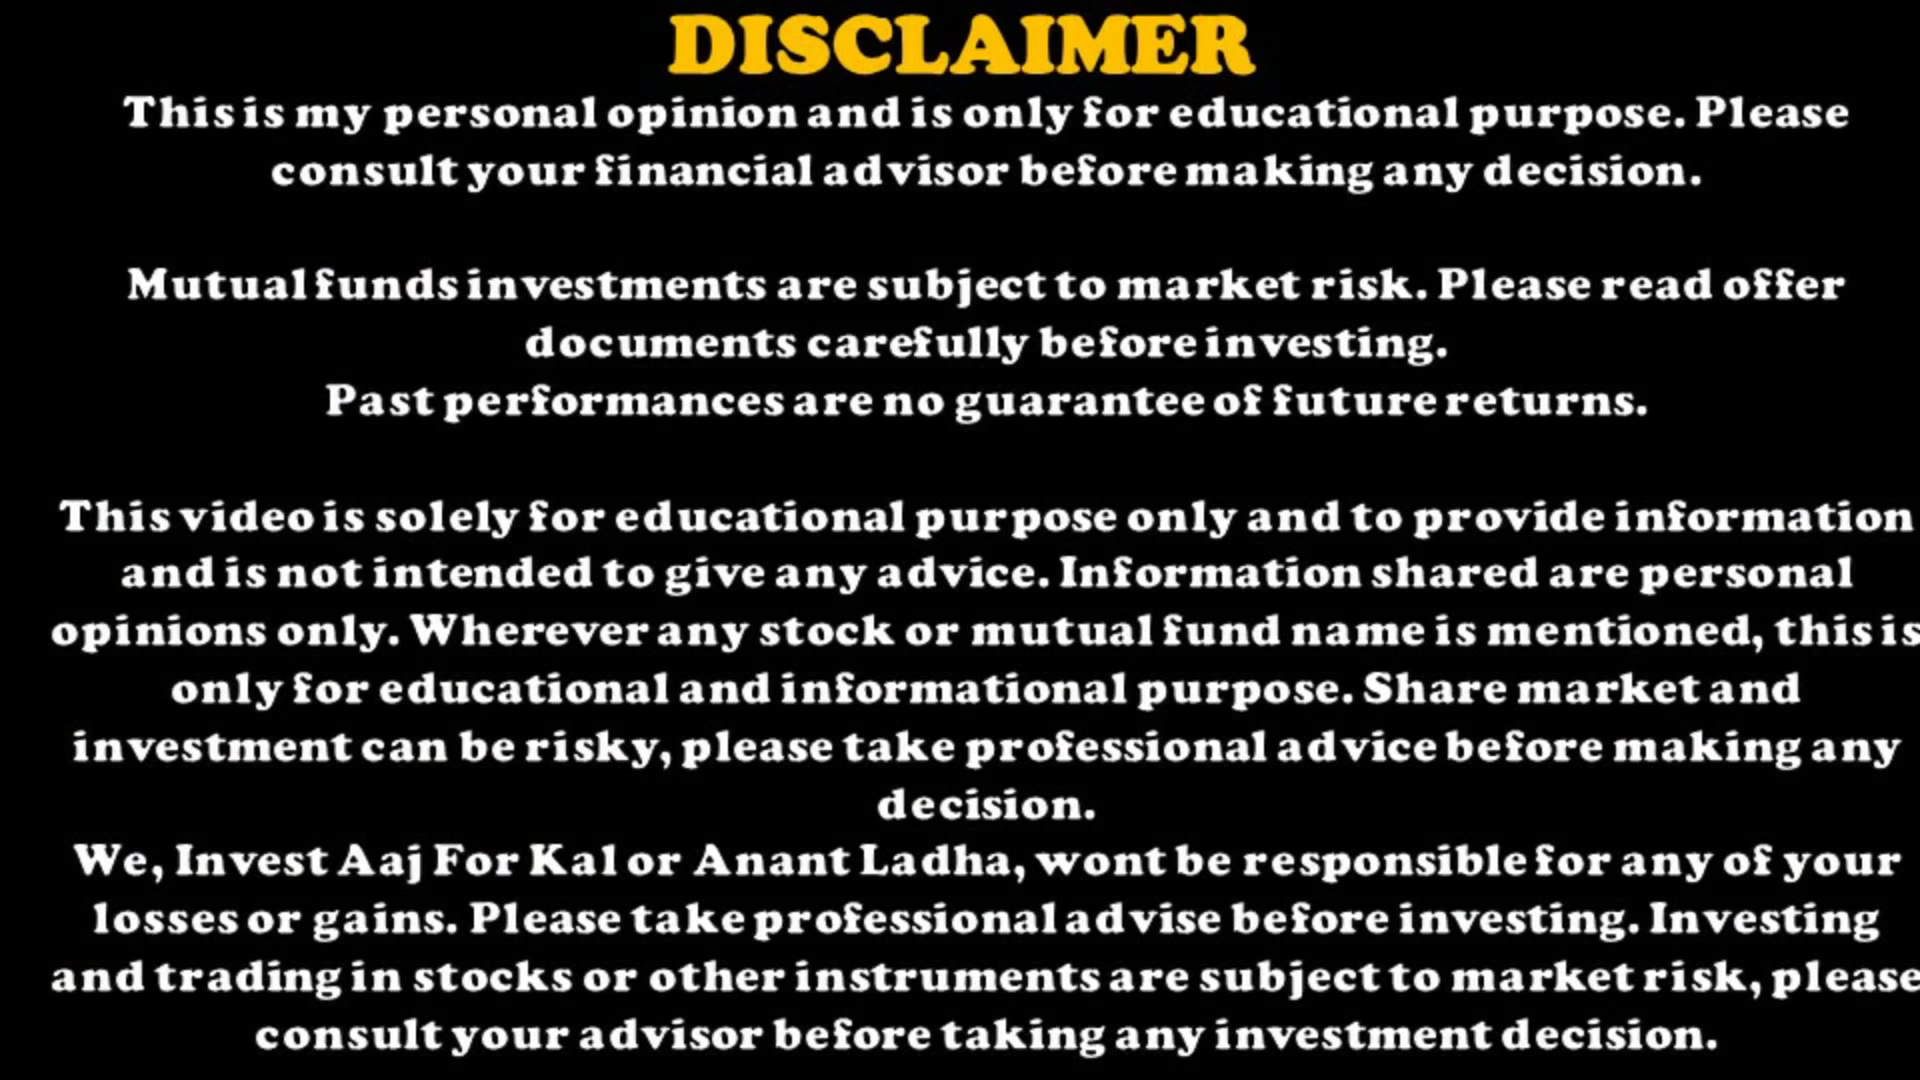 DISCLAIMER
This is my personal opinion and is only for educational purpose. Please
consult your financial advisor before making any decision.
Mutual funds investments are subject to market risk. Please read offer
documents carefully before investing.
Past performances are no guarantee of future returns.
This video is solely for educational purpose only and to provide information
and is not intended to give any advice. Information shared are personal
opinions only. Wherever any stock or mutual fund name is mentioned, this is
only for educational and informational purpose. Share market and
investment can be risky, please take professional advice before making any
decision.
We, Invest Aaj For Kal or Anant Ladha, wont be responsible for any of your
losses or gains. Please take professional advise before investing. Investing
and trading in stocks or other instruments are subject to market risk, please
consult your advisor before taking any investment decision.